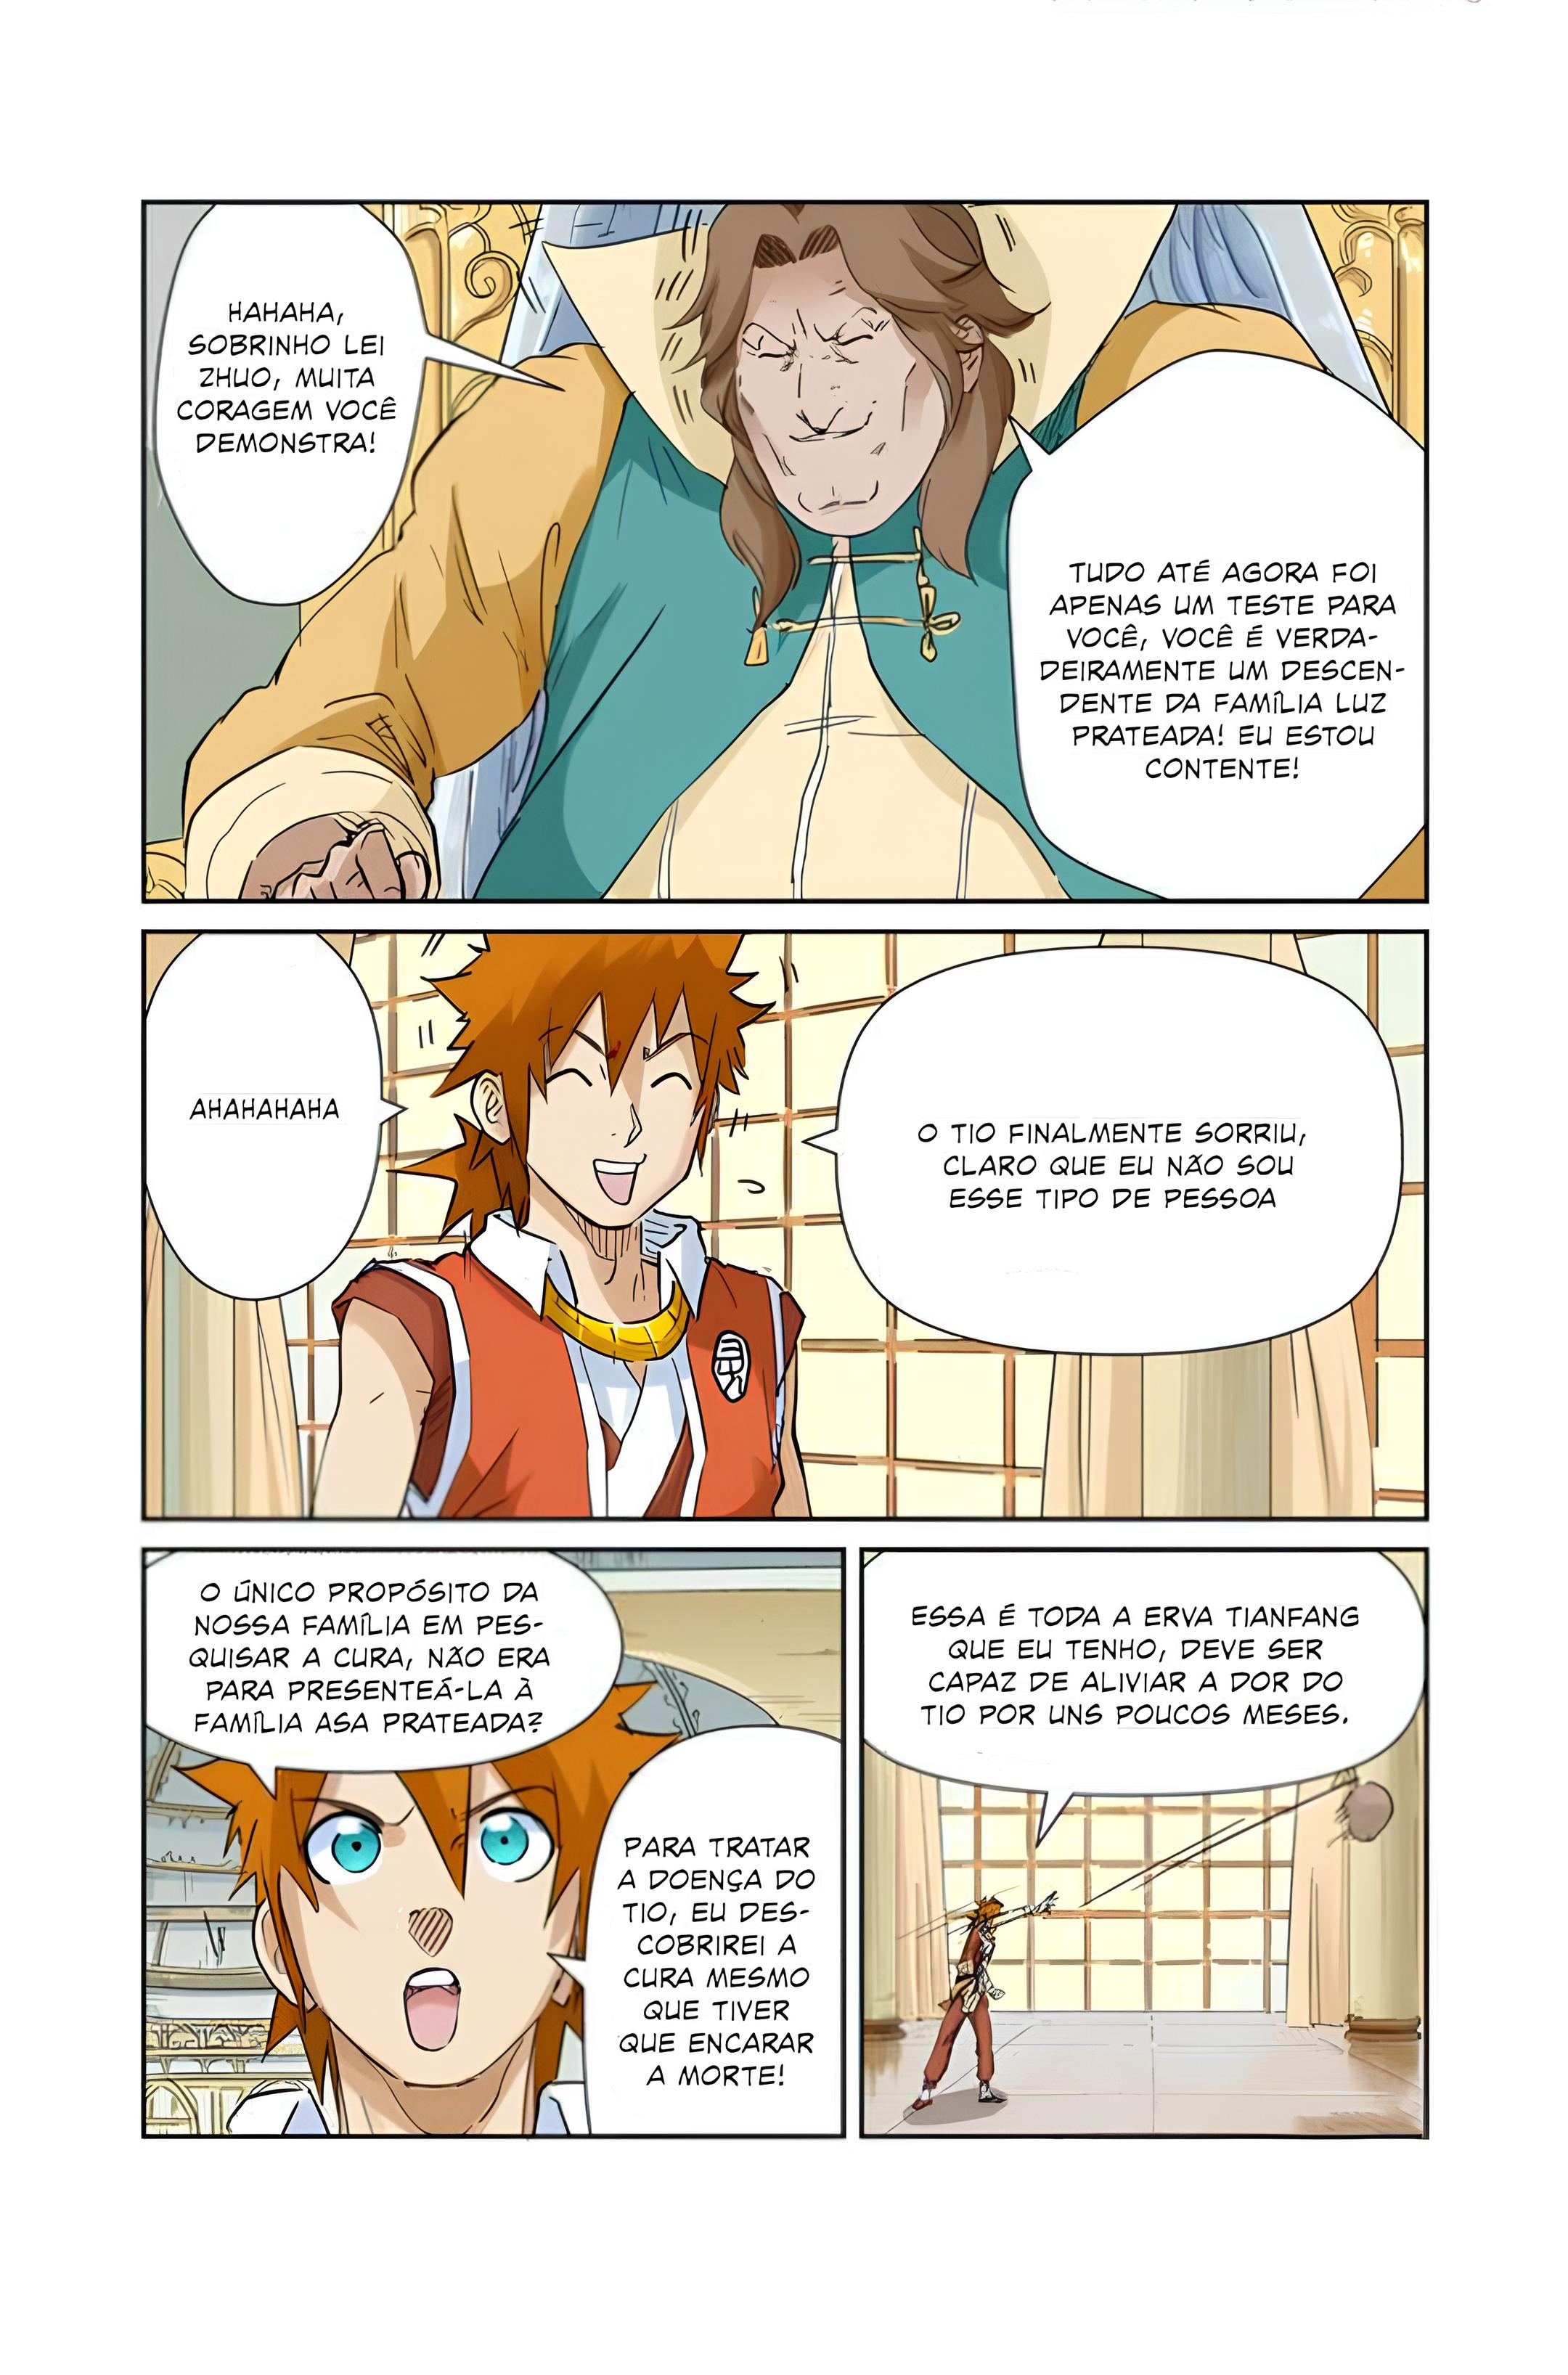 HAHAHA,
SOBRINHO LEI
ZHUO, MUITA
CORAGEM VOCÊ
DEMONSTRA!
TUDO ATÉ AGORA FOI
APENAS UM TESTE PARA
VOCÊ, VOCÊ É VERDA-
DEIRAMENTE UM DESCEN-
DENTE DA FAMÍLIA LUZ
PRATEADA! EU ESTOU
CONTENTE!
AHAHAHAHA
O TIO FINALMENTE SORRIU,
CLARO QUE EU NÃO SOU
ESSE TIPO DE PESSOA
O ÚNICO PROPÓSITO DA
NOSSA FAMÍLIA EM PES-
QUISAR A CURA, NÃO ERA
PARA PRESENTEÁ-LA À
FAMÍLIA ASA PRATEADA?
PARA TRATAR
A DOENÇA DO
TIO, EU DES-
COBRIREI A
CURA MESMO
QUE TIVER
QUE ENCARAR
A MORTE!
ESSA É TODA A ERVA TIANFANG
QUE EU TENHO, DEVE SER
CAPAZ DE ALIVIAR A DOR DO
TIO POR UNS POUCOS MESES.